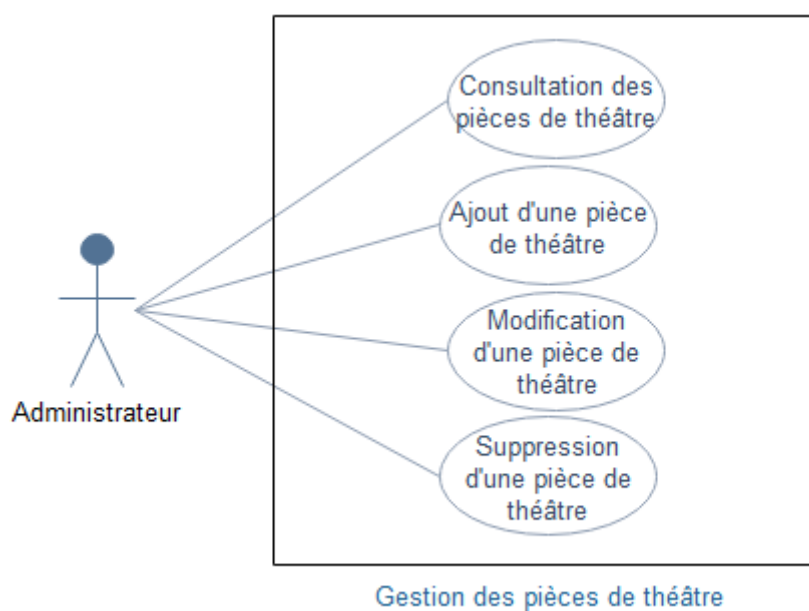 Consultation des
pièces de théâtre
Ajout d'une pièce
de théâtre
Modification
d'une pièce de
théâtre
Suppression
d'une pièce de
théâtre
Administrateur
Gestion des pièces de théâtre